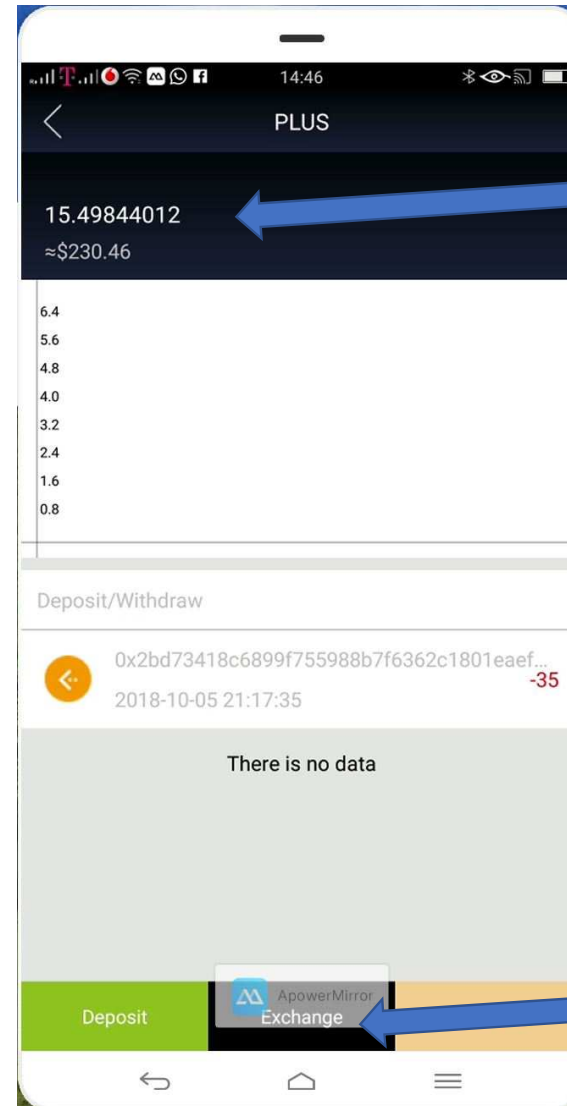 14:46
PLUS
15.49844012
≈$230.46
6.4
5.6
4.8
4.0
3.2
2.4
1.6
0.8
Deposit/Withdraw
0x2bd73418c6899f755988b7f6362c1801eaef...
-35
2018-10-05 21:17:35
There is no data
ApowerMirror
Deposit
Exchange